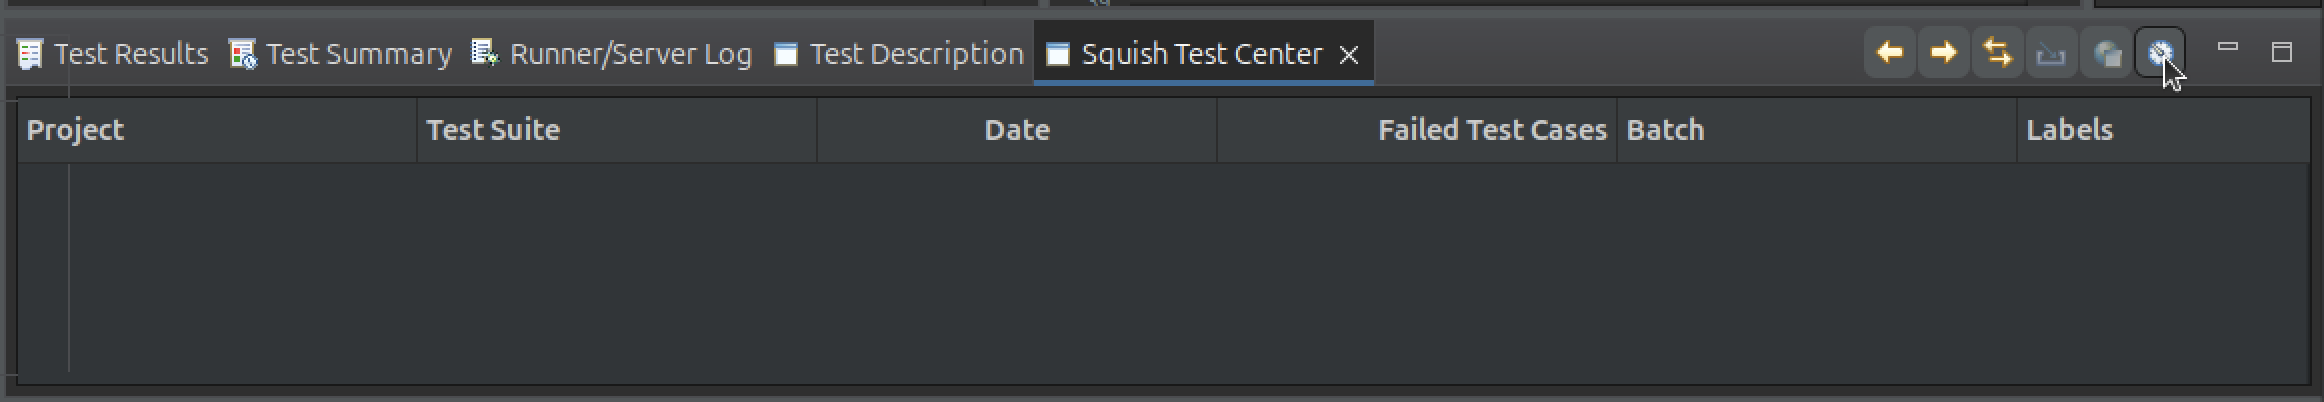 Test Results Test Summary Runner/Server Log Test Description Squish Test Center
Project Test Suite Date Failed Test Cases Batch Labels